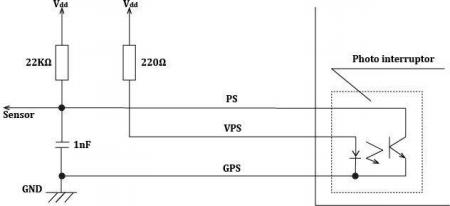 Vdd
Vdd
22KΩ
220Ω
Photo interruptor
PS
Sensor
VPS
1nF
GPS
GND